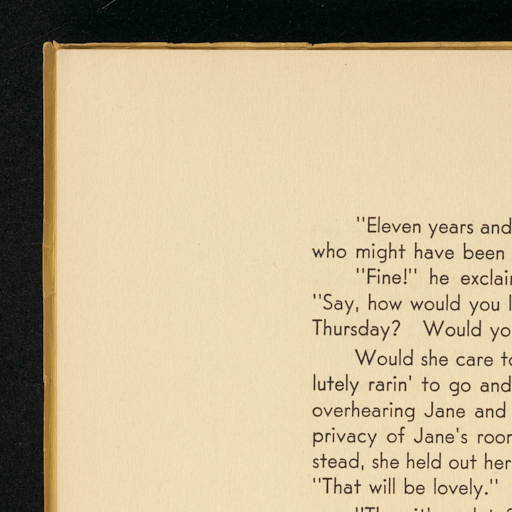 "Eleven years and
who might have been
"Fine!" he exclai
"Say, how would you
Thursday? Would yo
Would she care to
lutely rarin' to go and
overhearing Jane and
privacy of Jane's room
stead, she held out her
"That will be lovely."